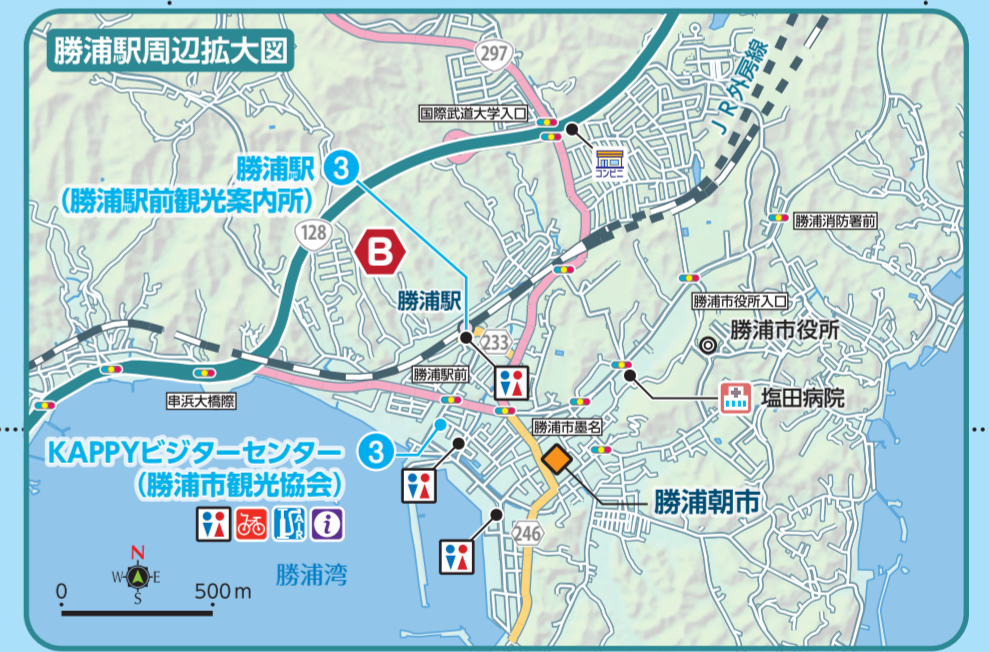 勝浦駅周辺拡大図
297
JR外房線
国際武道大学入口
コンビニ
勝浦駅 3
(勝浦駅前観光案内所)
勝浦消防署前
128
B
勝浦駅
勝浦市役所入口
勝浦市役所
233
勝浦駅前
塩田病院
串浜大橋際
勝浦市墨名
KAPPYビジターセンター 3
(勝浦市観光協会)
勝浦朝市
i
246
N
W E
S
勝浦湾
0 500m